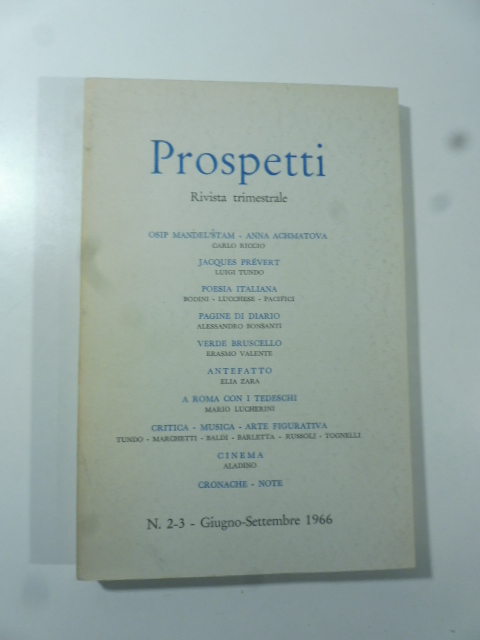 Prospetti
Rivista trimestrale
OSIP MANDEL'ŠTAM - ANNA ACHMATOVA
CARLO RICCIO
JACQUES PRÉVERT
LUIGI TUNDO
POESIA ITALIANA
BODINI - LUCCHESE - PACIFICI
PAGINE DI DIARIO
ALESSANDRO BONSANTI
VERDE BRUSCELLO
ERASMO VALENTE
ANTEFATTO
ELIA ZARA
A ROMA CON I TEDESCHI
MARIO LUCHERINI
CRITICA - MUSICA - ARTE FIGURATIVA
TUNDO - MARCHETTI - BALDI - BARLETTA - RUSSOLI - TOGNELLI
CINEMA
ALADINO
CRONACHE - NOTE
N. 2-3 - Giugno-Settembre 1966